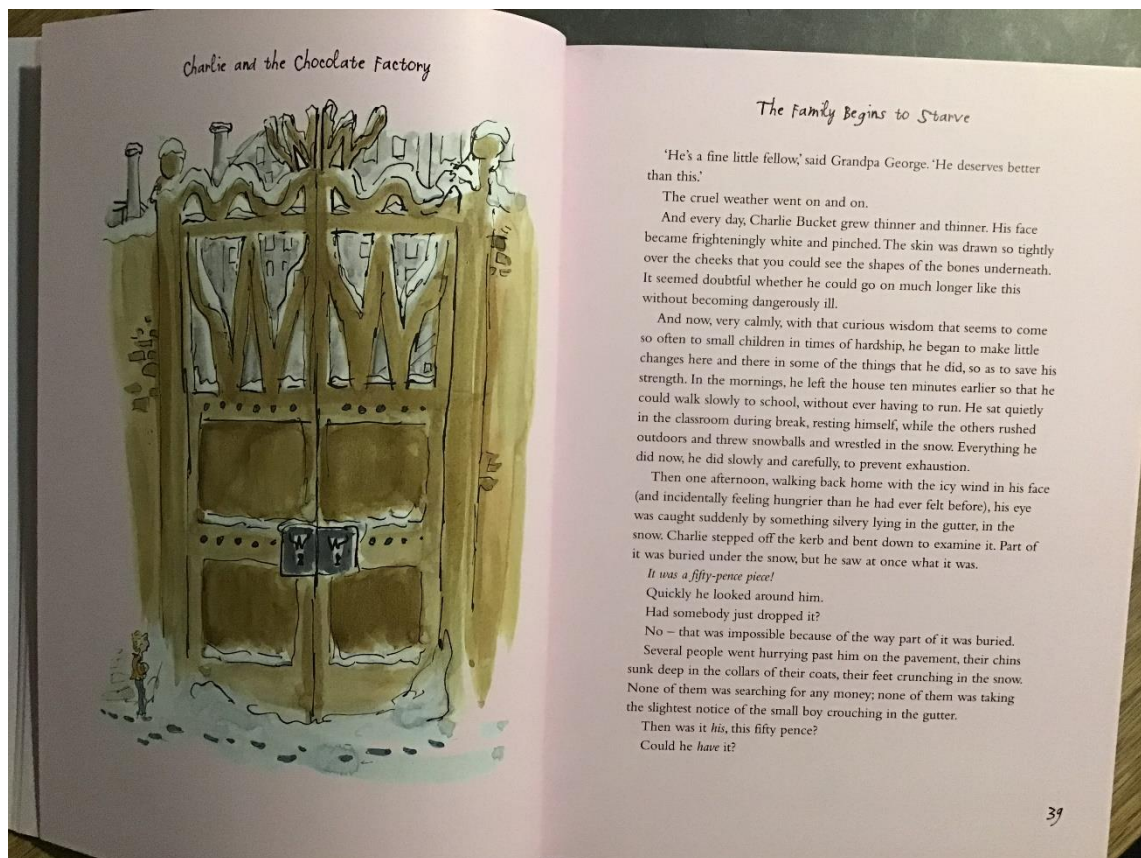 Charlie and the Chocolate Factory
W W
W W
W W
The Family Begins to Starve
‘He’s a fine little fellow,’ said Grandpa George. ‘He deserves better
than this.’
The cruel weather went on and on.
And every day, Charlie Bucket grew thinner and thinner. His face
became frighteningly white and pinched. The skin was drawn so tightly
over the cheeks that you could see the shapes of the bones underneath.
It seemed doubtful whether he could go on much longer like this
without becoming dangerously ill.
And now, very calmly, with that curious wisdom that seems to come
so often to small children in times of hardship, he began to make little
changes here and there in some of the things that he did, so as to save his
strength. In the mornings, he left the house ten minutes earlier so that he
could walk slowly to school, without ever having to run. He sat quietly
in the classroom during break, resting himself, while the others rushed
outdoors and threw snowballs and wrestled in the snow. Everything he
did now, he did slowly and carefully, to prevent exhaustion.
Then one afternoon, walking back home with the icy wind in his face
(and incidentally feeling hungrier than he had ever felt before), his eye
was caught suddenly by something silvery lying in the gutter, in the
snow. Charlie stepped off the kerb and bent down to examine it. Part of
it was buried under the snow, but he saw at once what it was.
It was a fifty-pence piece!
Quickly he looked around him.
Had somebody just dropped it?
No – that was impossible because of the way part of it was buried.
Several people went hurrying past him on the pavement, their chins
sunk deep in the collars of their coats, their feet crunching in the snow.
None of them was searching for any money; none of them was taking
the slightest notice of the small boy crouching in the gutter.
Then was it his, this fifty pence?
Could he have it?
39